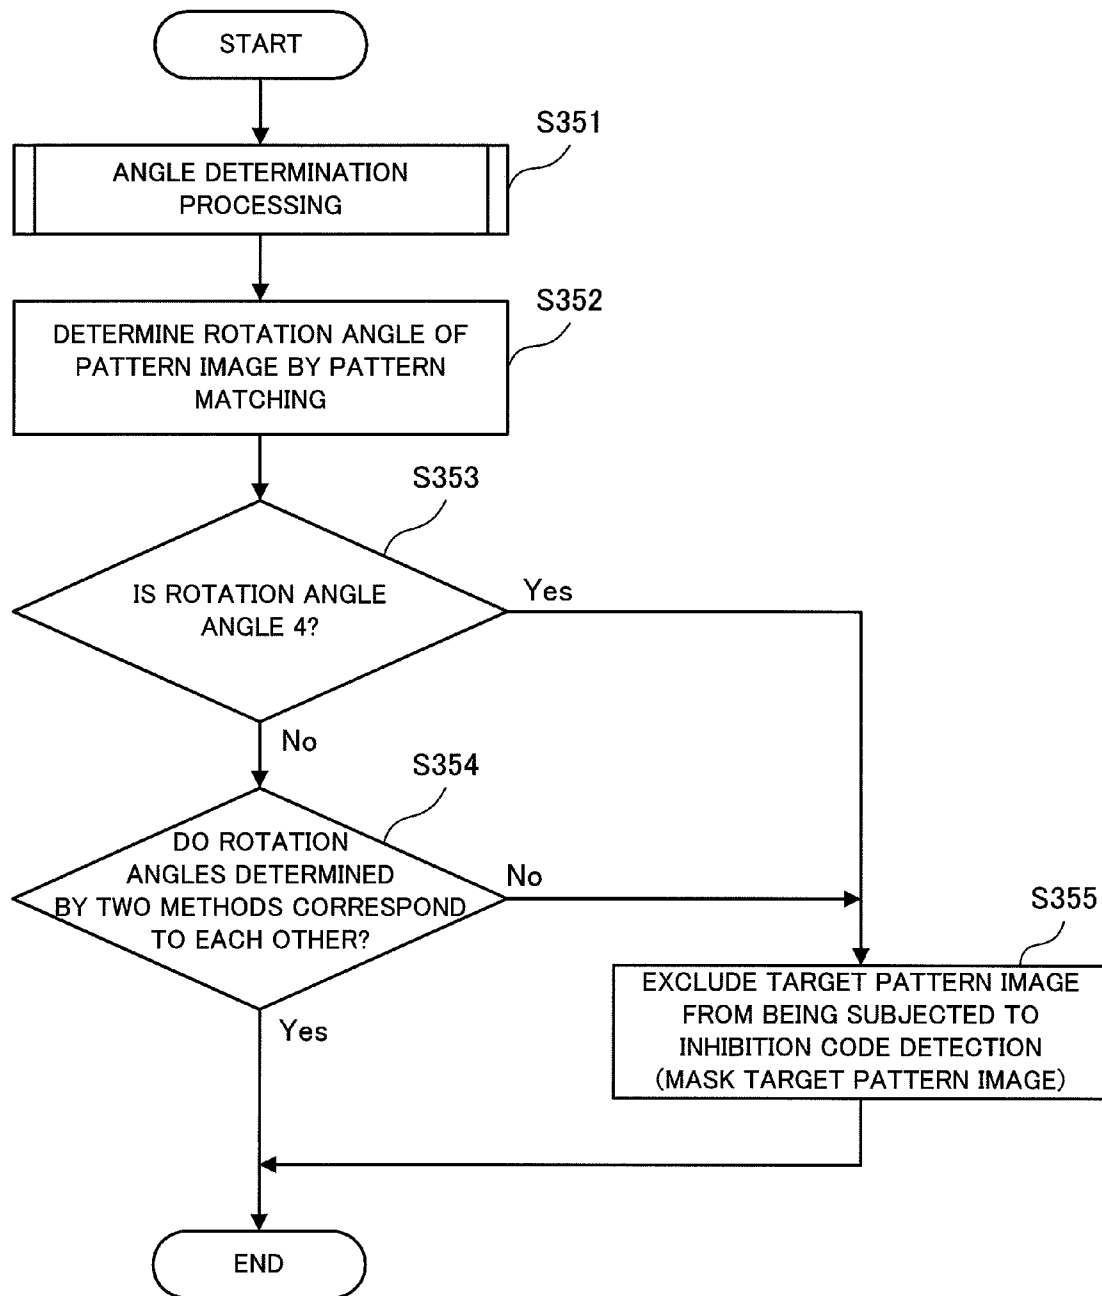 START
S351
ANGLE DETERMINATION
PROCESSING
S352
DETERMINE ROTATION ANGLE OF
PATTERN IMAGE BY PATTERN
MATCHING
S353
IS ROTATION ANGLE
ANGLE 4?
Yes
No
S354
DO ROTATION
ANGLES DETERMINED
BY TWO METHODS CORRESPOND
TO EACH OTHER?
No
Yes
S355
EXCLUDE TARGET PATTERN IMAGE
FROM BEING SUBJECTED TO
INHIBITION CODE DETECTION
(MASK TARGET PATTERN IMAGE)
END